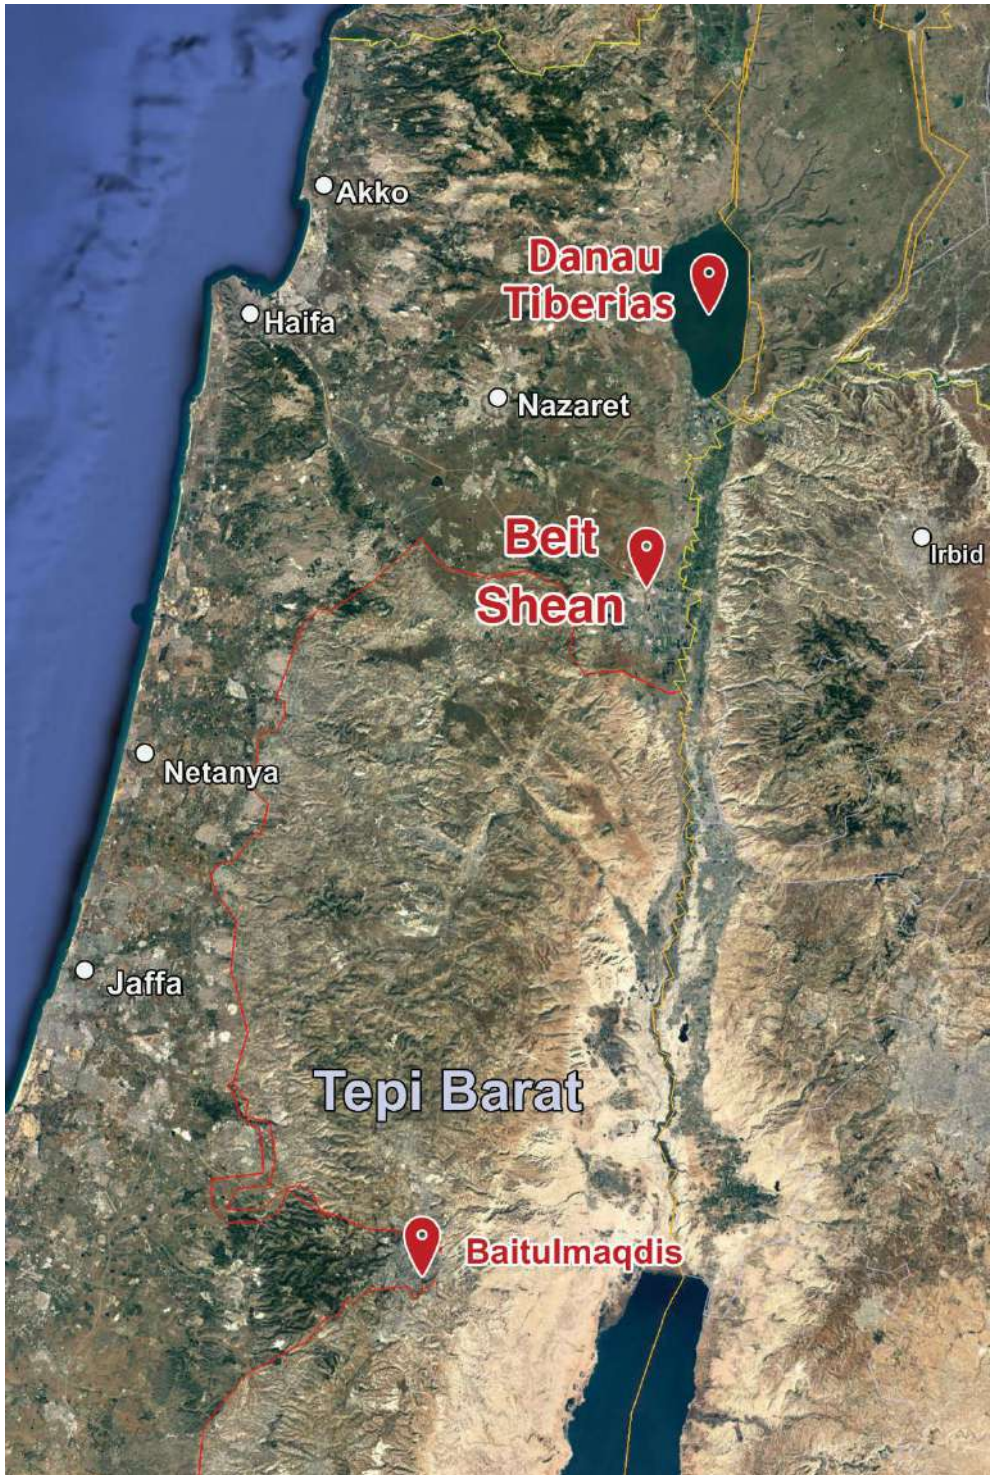 Akko
Danau
Tiberias
Haifa
Nazaret
Beit
Shean
Irbid
Netanya
Jaffa
Tepi Barat
Baitulmaqdis